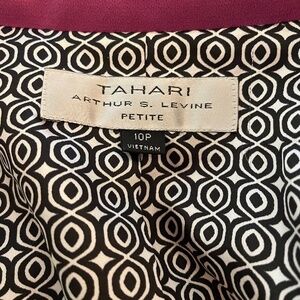 TAHARI
ARTHUR S. LEVINE
PETITE
10P
VIETNAM